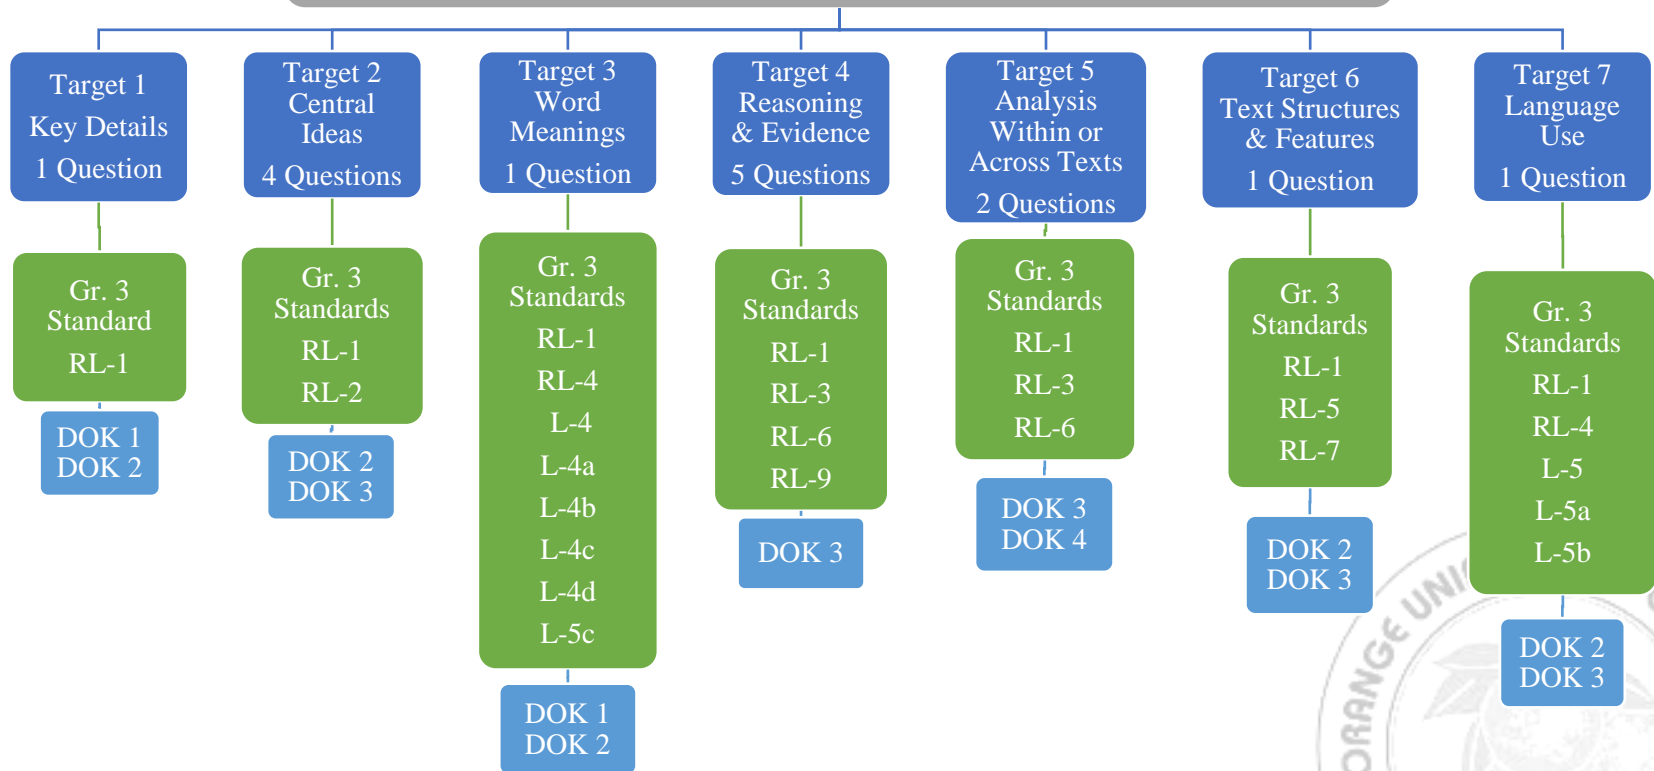 Target 1
Key Details
1 Question
Gr. 3
Standard
RL-1
DOK 1
DOK 2
Target 2
Central
Ideas
4 Questions
Gr. 3
Standards
RL-1
RL-2
DOK 2
DOK 3
Target 3
Word
Meanings
1 Question
Gr. 3
Standards
RL-1
RL-4
L-4
L-4a
L-4b
L-4c
L-4d
L-5c
DOK 1
DOK 2
Target 4
Reasoning
& Evidence
5 Questions
Gr. 3
Standards
RL-1
RL-3
RL-6
RL-9
DOK 3
Target 5
Analysis
Within or
Across Texts
2 Questions
Gr. 3
Standards
RL-1
RL-3
RL-6
DOK 3
DOK 4
Target 6
Text Structures
& Features
1 Question
Gr. 3
Standards
RL-1
RL-5
RL-7
DOK 2
DOK 3
Target 7
Language
Use
1 Question
Gr. 3
Standards
RL-1
RL-4
L-5
L-5a
L-5b
DOK 2
DOK 3
ORANGE